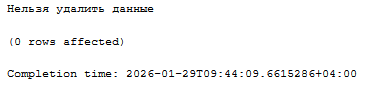 Нельзя удалить данные
(0 rows affected)
Completion time: 2026-01-29T09:44:09.6615286+04:00